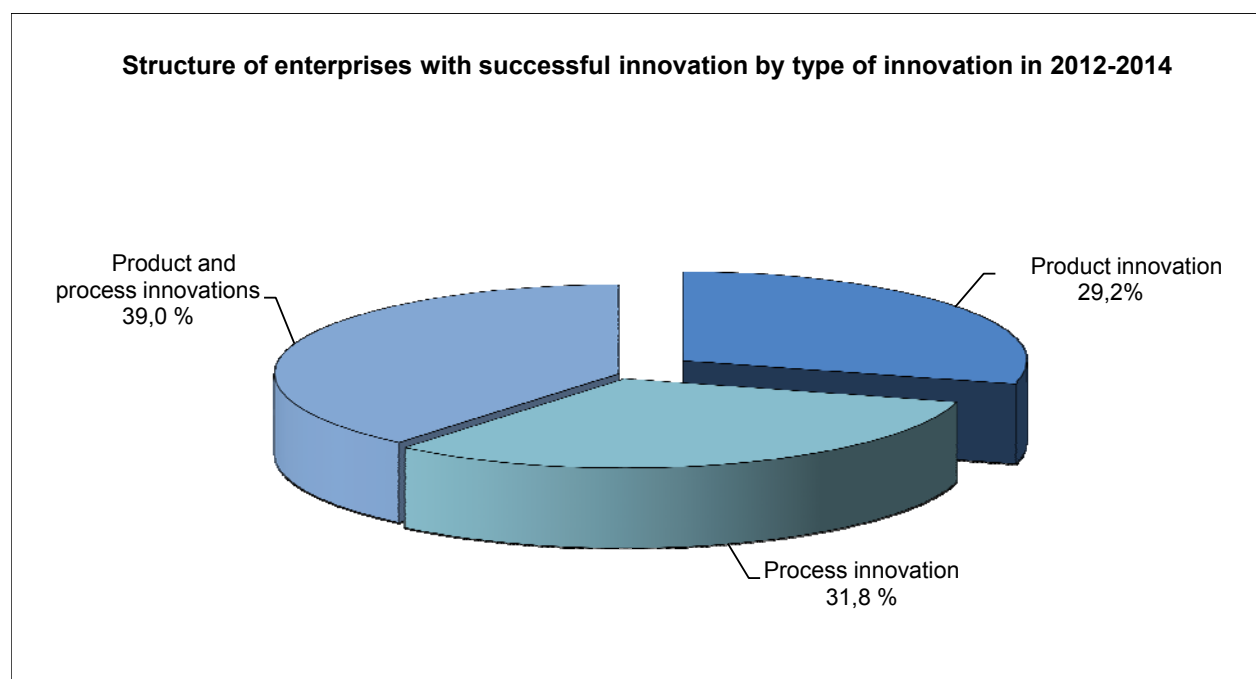 Structure of enterprises with successful innovation by type of innovation in 2012-2014
Product and
process innovations
39,0 %
Product innovation
29,2%
Process innovation
31,8 %